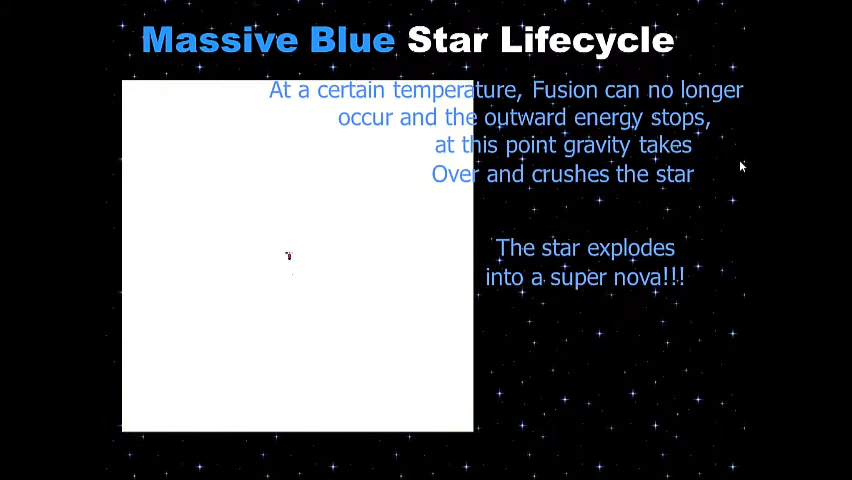 Massive Blue Star Lifecycle
At a certain temperature, Fusion can no longer
occur and the outward energy stops,
at this point gravity takes
Over and crushes the star
The star explodes
into a super nova!!!